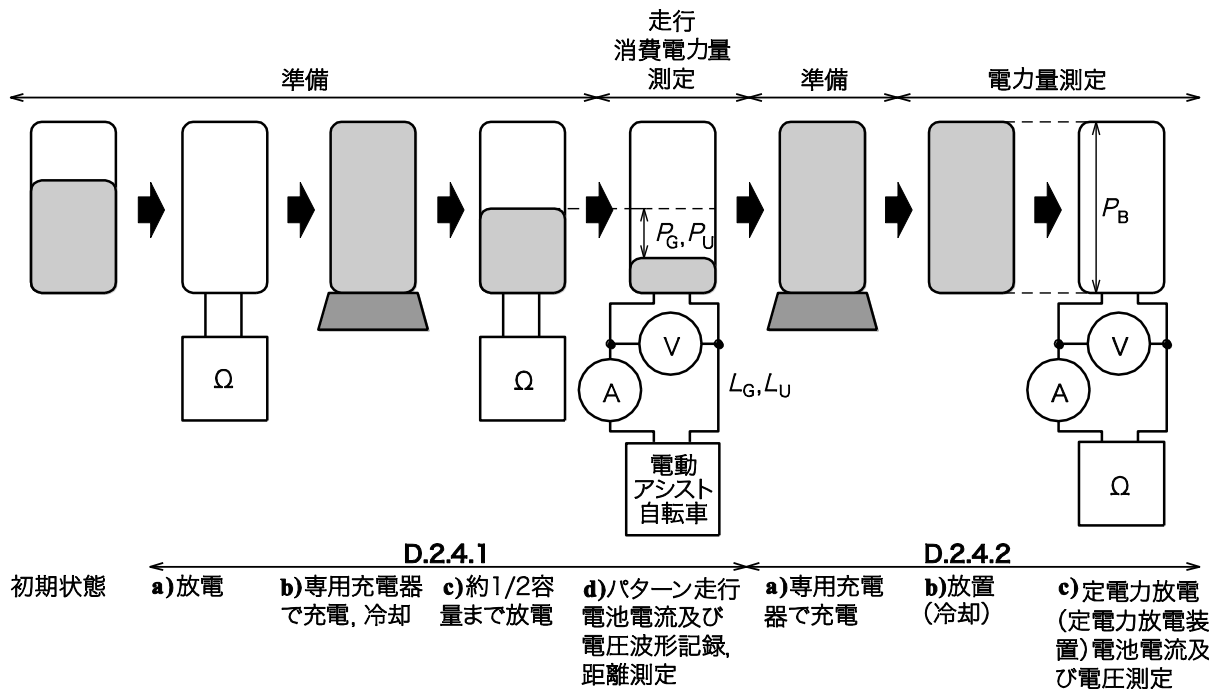 走行
消費電力量
準備
測定
準備
電力量測定
P_G, P_U
P_B
Ω
Ω
V
A
L_G, L_U
電動
アシスト
自転車
V
A
Ω
D.2.4.1
D.2.4.2
初期状態
a)放電
b)専用充電器
で充電, 冷却
c)約1/2容
量まで放電
d)パターン走行
電池電流及び
電圧波形記録,
距離測定
a)専用充電
器で充電
b)放置
(冷却)
c)定電力放電
(定電力放電装
置)電池電流及
び電圧測定